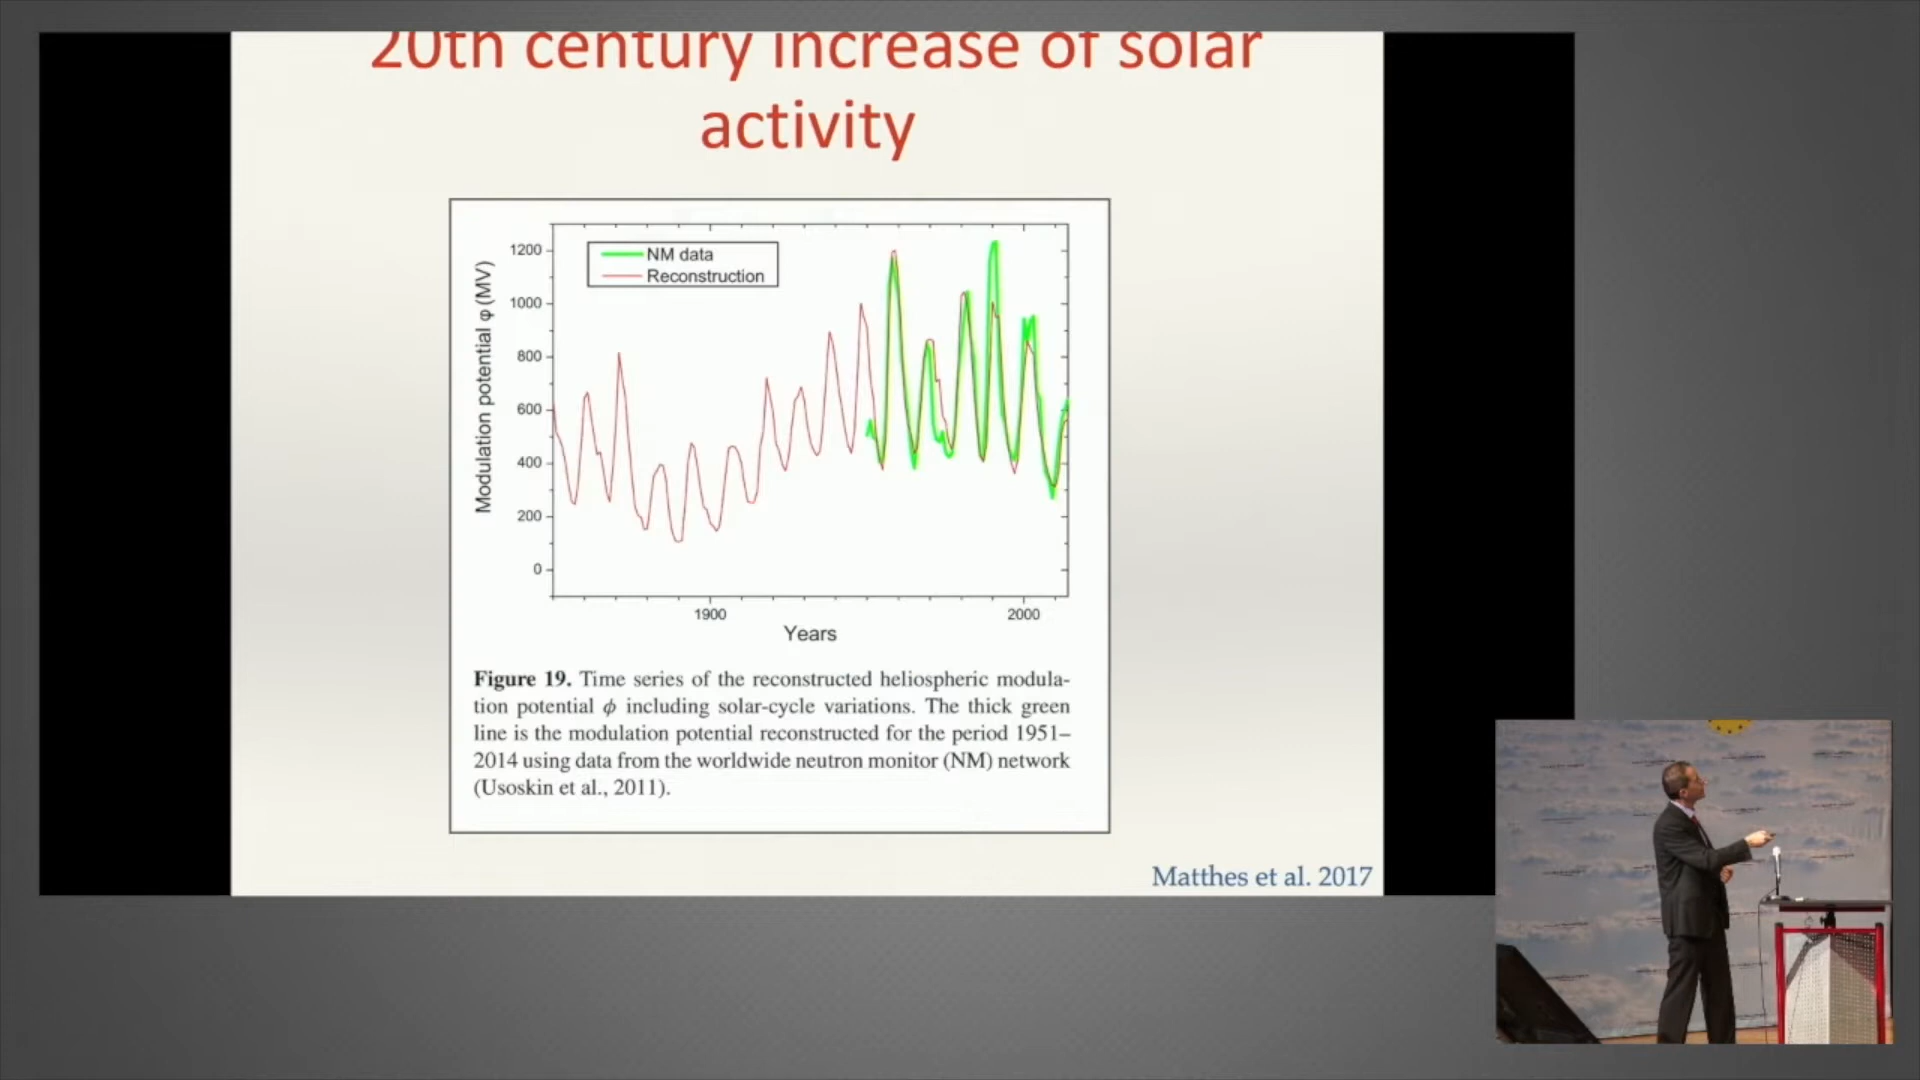 20th century increase of solar
activity
NM data
Reconstruction
Modulation potential φ (MV)
1200
1000
800
600
400
200
0
1900
2000
Years
Figure 19. Time series of the reconstructed heliospheric modula-
tion potential ϕ including solar-cycle variations. The thick green
line is the modulation potential reconstructed for the period 1951–
2014 using data from the worldwide neutron monitor (NM) network
(Usoskin et al., 2011).
Matthes et al. 2017